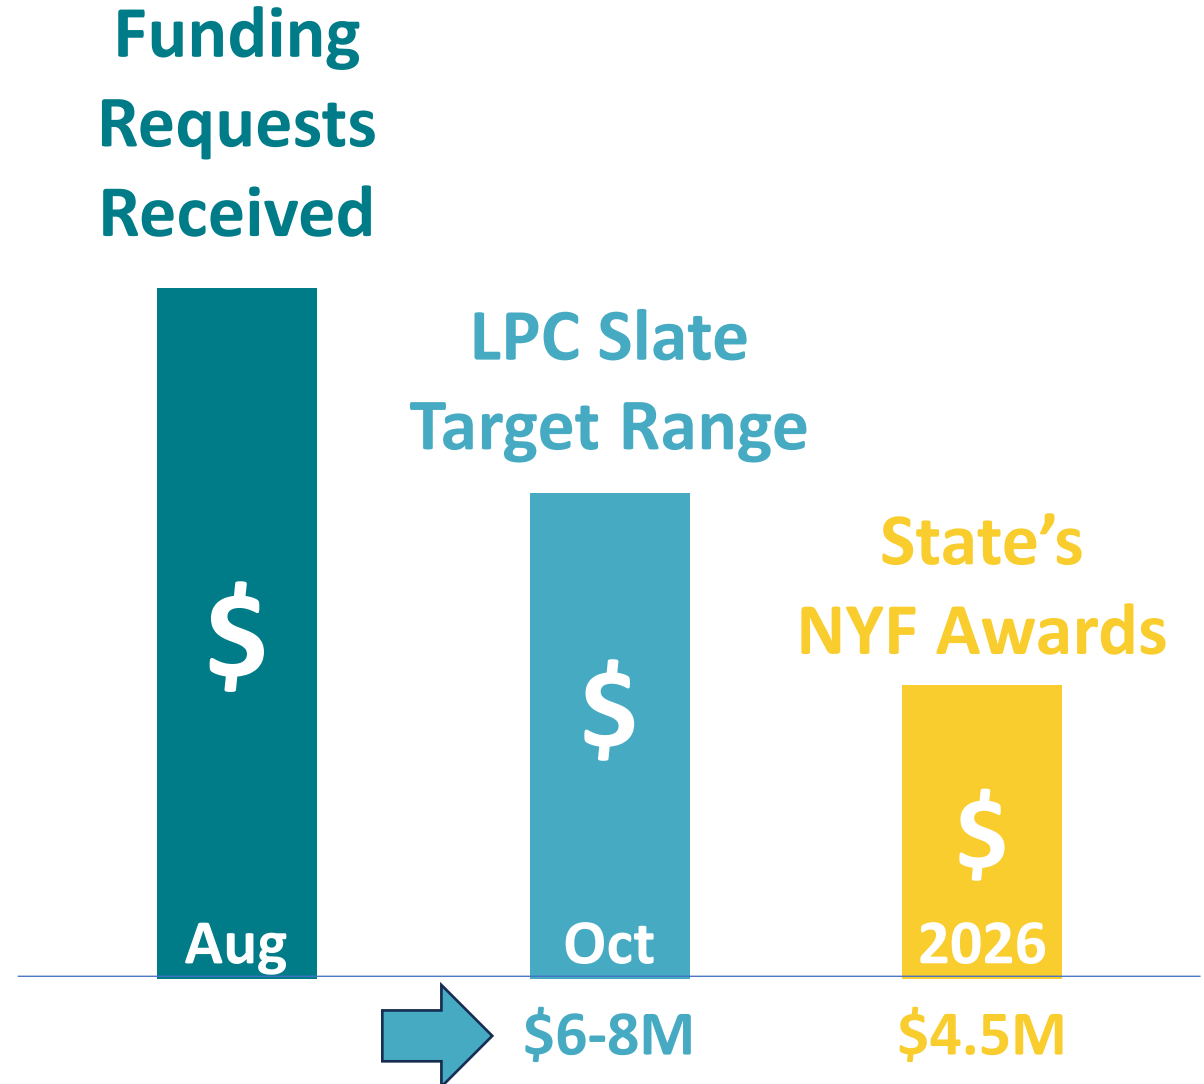 Funding
Requests
Received
$
Aug
LPC Slate
Target Range
$
Oct
$6-8M
State’s
NYF Awards
$
2026
$4.5M